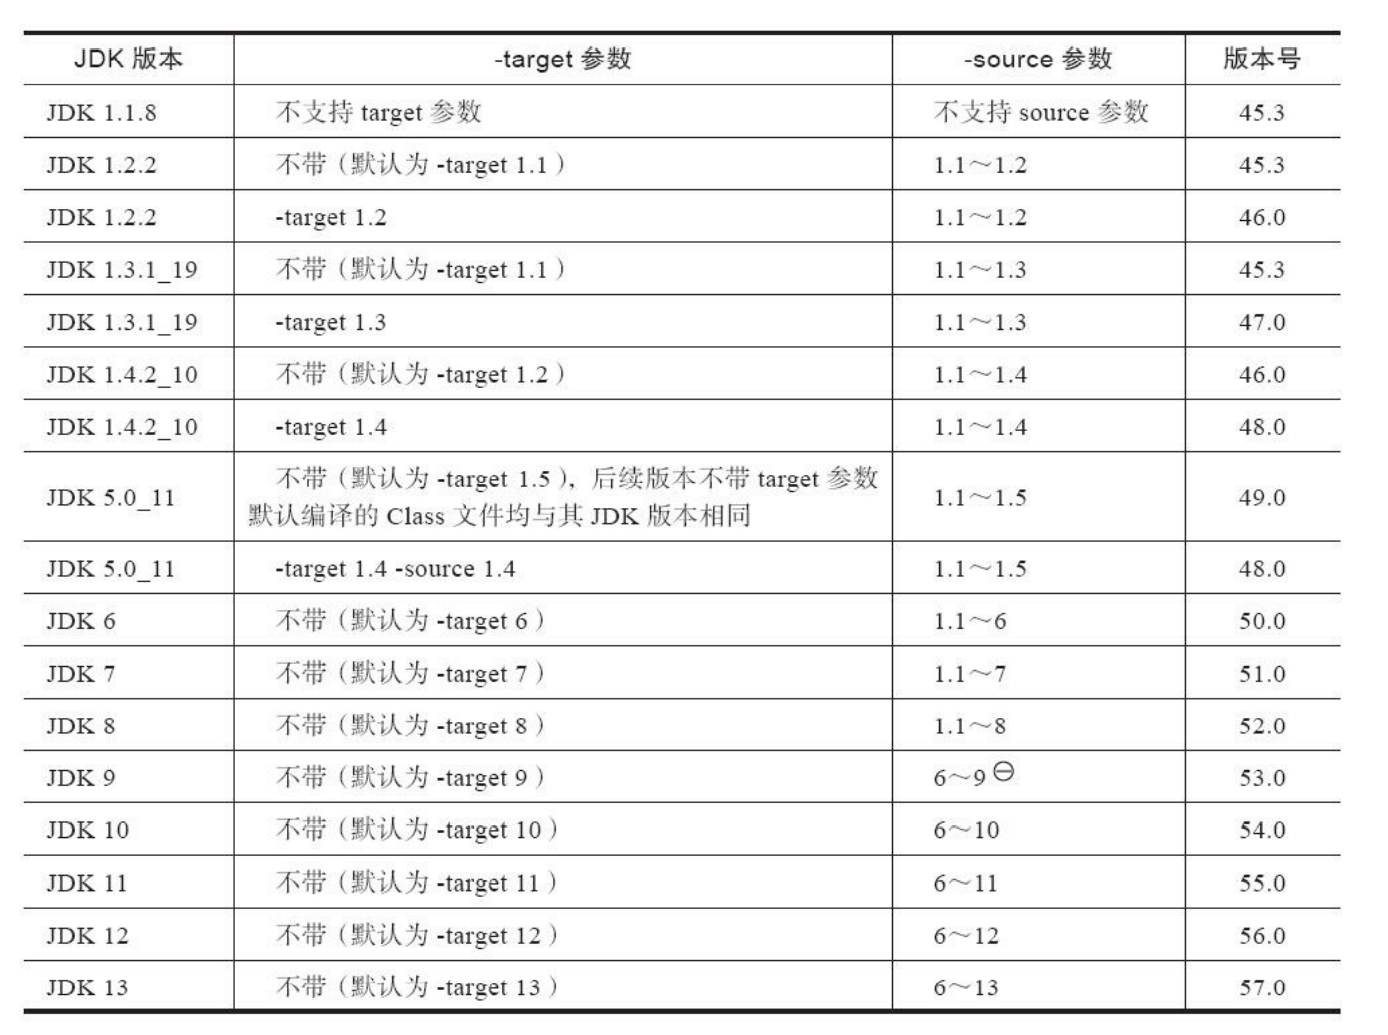 JDK 版本 -target 参数 -source 参数 版本号
JDK 1.1.8 不支持 target 参数 不支持 source 参数 45.3
JDK 1.2.2 不带（默认为 -target 1.1） 1.1～1.2 45.3
JDK 1.2.2 -target 1.2 1.1～1.2 46.0
JDK 1.3.1_19 不带（默认为 -target 1.1） 1.1～1.3 45.3
JDK 1.3.1_19 -target 1.3 1.1～1.3 47.0
JDK 1.4.2_10 不带（默认为 -target 1.2） 1.1～1.4 46.0
JDK 1.4.2_10 -target 1.4 1.1～1.4 48.0
JDK 5.0_11 不带（默认为 -target 1.5），后续版本不带 target 参数 1.1～1.5 49.0
默认编译的 Class 文件均与其 JDK 版本相同
JDK 5.0_11 -target 1.4 -source 1.4 1.1～1.5 48.0
JDK 6 不带（默认为 -target 6） 1.1～6 50.0
JDK 7 不带（默认为 -target 7） 1.1～7 51.0
JDK 8 不带（默认为 -target 8） 1.1～8 52.0
JDK 9 不带（默认为 -target 9） 6～9 ㊀ 53.0
JDK 10 不带（默认为 -target 10） 6～10 54.0
JDK 11 不带（默认为 -target 11） 6～11 55.0
JDK 12 不带（默认为 -target 12） 6～12 56.0
JDK 13 不带（默认为 -target 13） 6～13 57.0